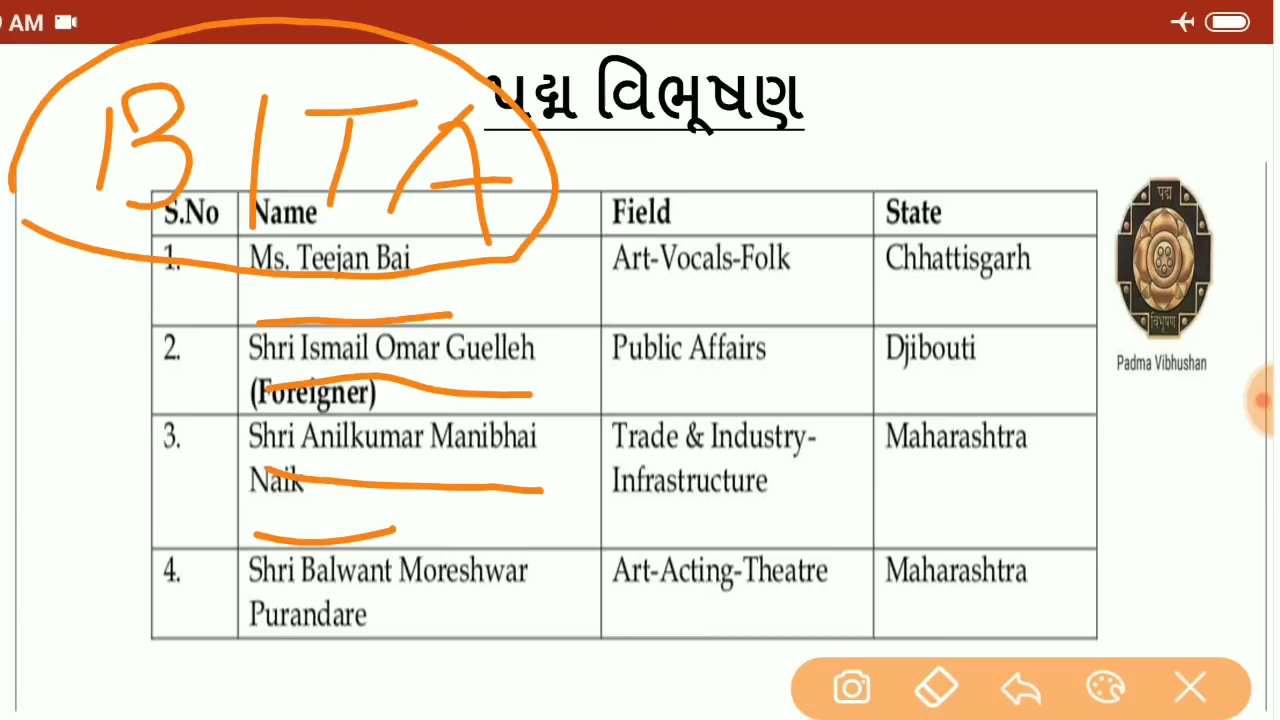 AM
પદ્મ વિભૂષણ
BITA
S.No Name Field State
1. Ms. Teejan Bai Art-Vocals-Folk Chhattisgarh
2. Shri Ismail Omar Guelleh Public Affairs Djibouti
(Foreigner)
3. Shri Anilkumar Manibhai Trade & Industry- Maharashtra
Naik Infrastructure
4. Shri Balwant Moreshwar Art-Acting-Theatre Maharashtra
Purandare
पद्म
विभूषण
Padma Vibhushan